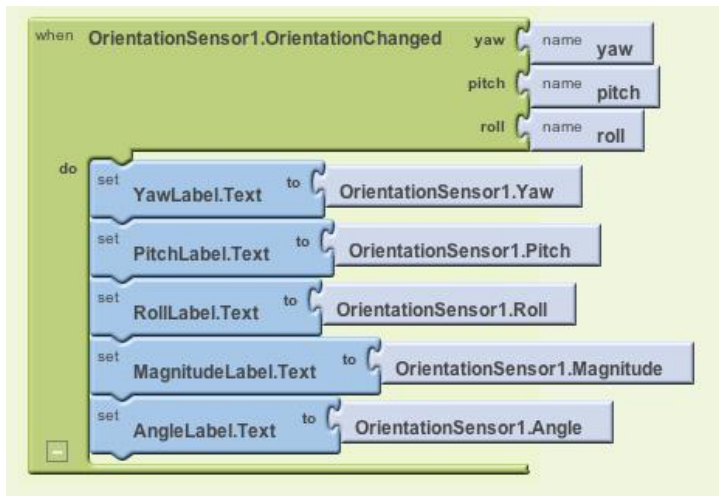 when OrientationSensor1.OrientationChanged yaw name yaw
pitch name pitch
roll name roll
do
set YawLabel.Text to OrientationSensor1.Yaw
set PitchLabel.Text to OrientationSensor1.Pitch
set RollLabel.Text to OrientationSensor1.Roll
set MagnitudeLabel.Text to OrientationSensor1.Magnitude
set AngleLabel.Text to OrientationSensor1.Angle